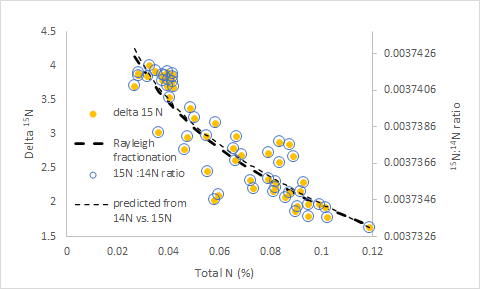 4.5
4
3.5
3
2.5
2
1.5
Delta ¹⁵N
0
0.02
0.04
0.06
0.08
0.1
0.12
Total N (%)
0.0037426
0.0037406
0.0037386
0.0037366
0.0037346
0.0037326
¹⁵N:¹⁴N ratio
delta 15 N
Rayleigh
fractionation
15N :14N ratio
predicted from
14N vs. 15N